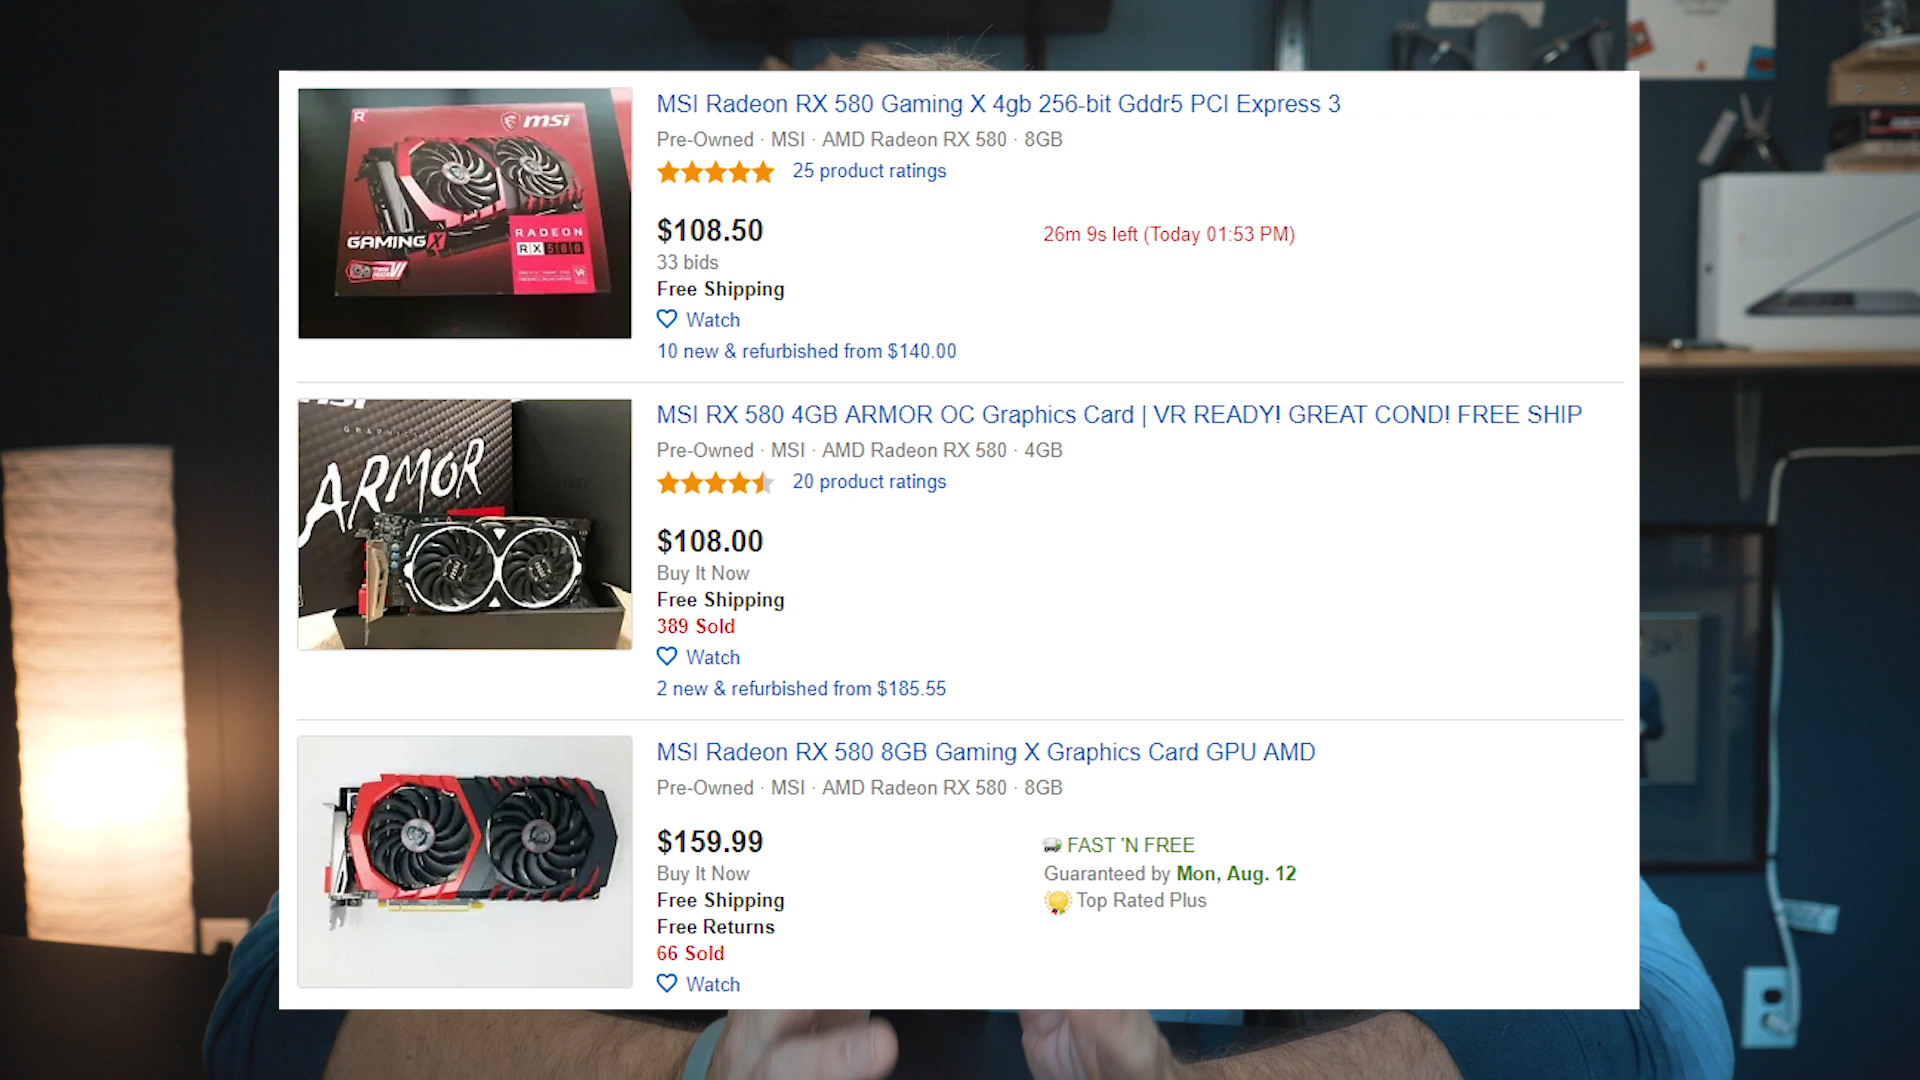 MSI Radeon RX 580 Gaming X 4gb 256-bit Gddr5 PCI Express 3
Pre-Owned · MSI · AMD Radeon RX 580 · 8GB
25 product ratings
$108.50
26m 9s left (Today 01:53 PM)
33 bids
Free Shipping
Watch
10 new & refurbished from $140.00
msi
GAMING X
RADEON
RX 580
MSI RX 580 4GB ARMOR OC Graphics Card | VR READY! GREAT COND! FREE SHIP
Pre-Owned · MSI · AMD Radeon RX 580 · 4GB
20 product ratings
$108.00
Buy It Now
Free Shipping
389 Sold
Watch
2 new & refurbished from $185.55
ARMOR
MSI Radeon RX 580 8GB Gaming X Graphics Card GPU AMD
Pre-Owned · MSI · AMD Radeon RX 580 · 8GB
$159.99
FAST 'N FREE
Buy It Now
Guaranteed by Mon, Aug. 12
Free Shipping
Top Rated Plus
Free Returns
66 Sold
Watch